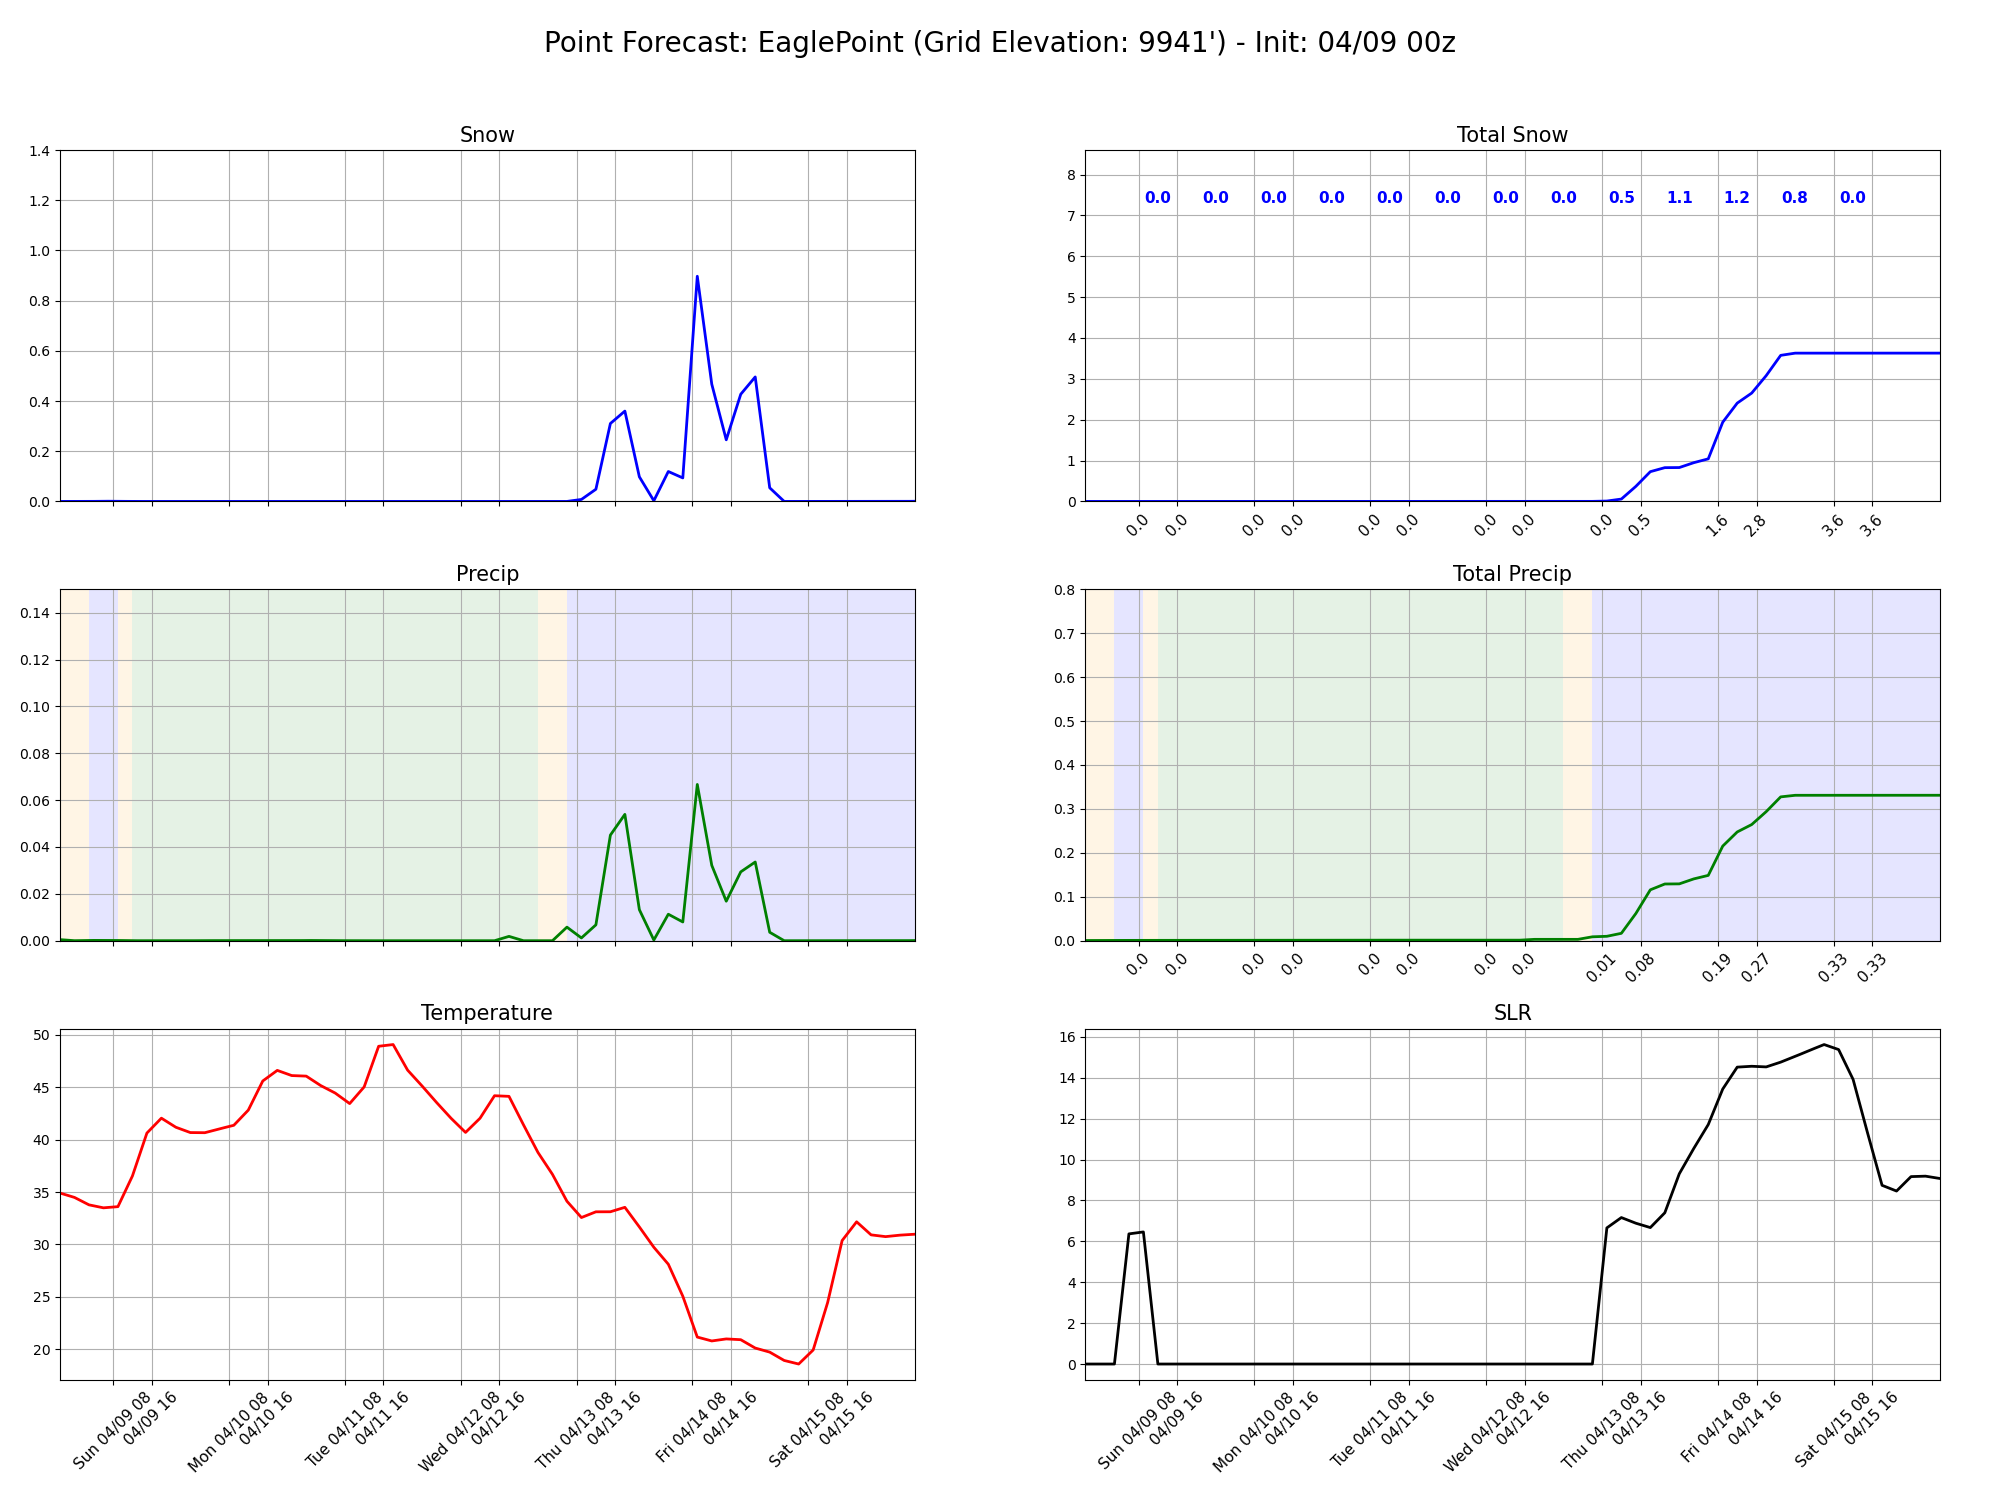 Point Forecast: EaglePoint (Grid Elevation: 9941') - Init: 04/09 00z
Snow
1.4
1.2
1.0
0.8
0.6
0.4
0.2
0.0
Total Snow
8
7
6
5
4
3
2
1
0
0.0 0.0 0.0 0.0 0.0 0.0 0.0 0.0 0.5 1.1 1.2 0.8 0.0
0.0 0.0 0.0 0.0 0.0 0.0 0.0 0.0 0.0 0.5 1.6 2.8 3.6 3.6
Precip
0.14
0.12
0.10
0.08
0.06
0.04
0.02
0.00
Total Precip
0.8
0.7
0.6
0.5
0.4
0.3
0.2
0.1
0.0
0.0 0.0 0.0 0.0 0.0 0.0 0.0 0.0 0.01 0.08 0.19 0.27 0.33 0.33
Temperature
50
45
40
35
30
25
20
Sun 04/09 08
04/09 16
Mon 04/10 08
04/10 16
Tue 04/11 08
04/11 16
Wed 04/12 08
04/12 16
Thu 04/13 08
04/13 16
Fri 04/14 08
04/14 16
Sat 04/15 08
04/15 16
SLR
16
14
12
10
8
6
4
2
0
Sun 04/09 08
04/09 16
Mon 04/10 08
04/10 16
Tue 04/11 08
04/11 16
Wed 04/12 08
04/12 16
Thu 04/13 08
04/13 16
Fri 04/14 08
04/14 16
Sat 04/15 08
04/15 16